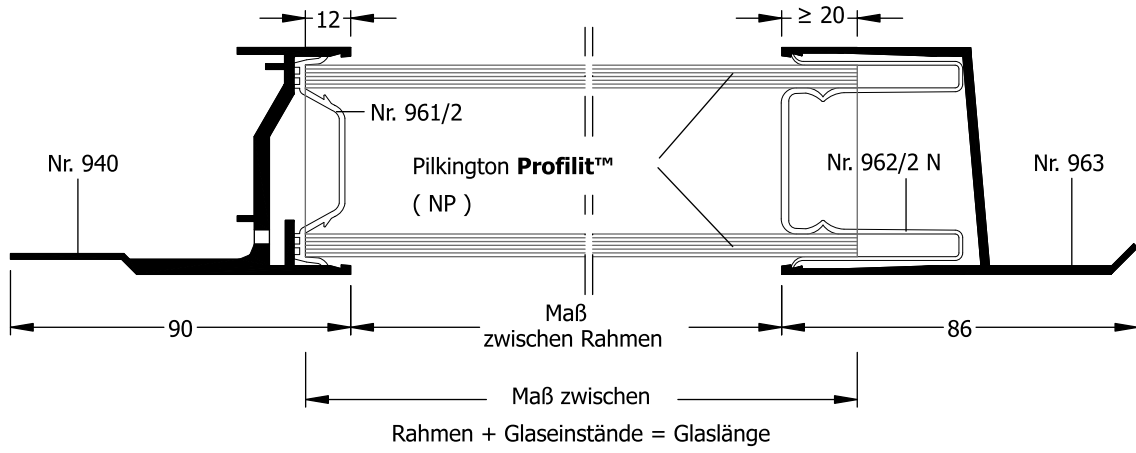 12
≥ 20
Nr. 961/2
Nr. 940
Pilkington Profilit™
( NP )
Nr. 962/2 N
Nr. 963
90
Maß
zwischen Rahmen
86
Maß zwischen
Rahmen + Glaseinstände = Glaslänge